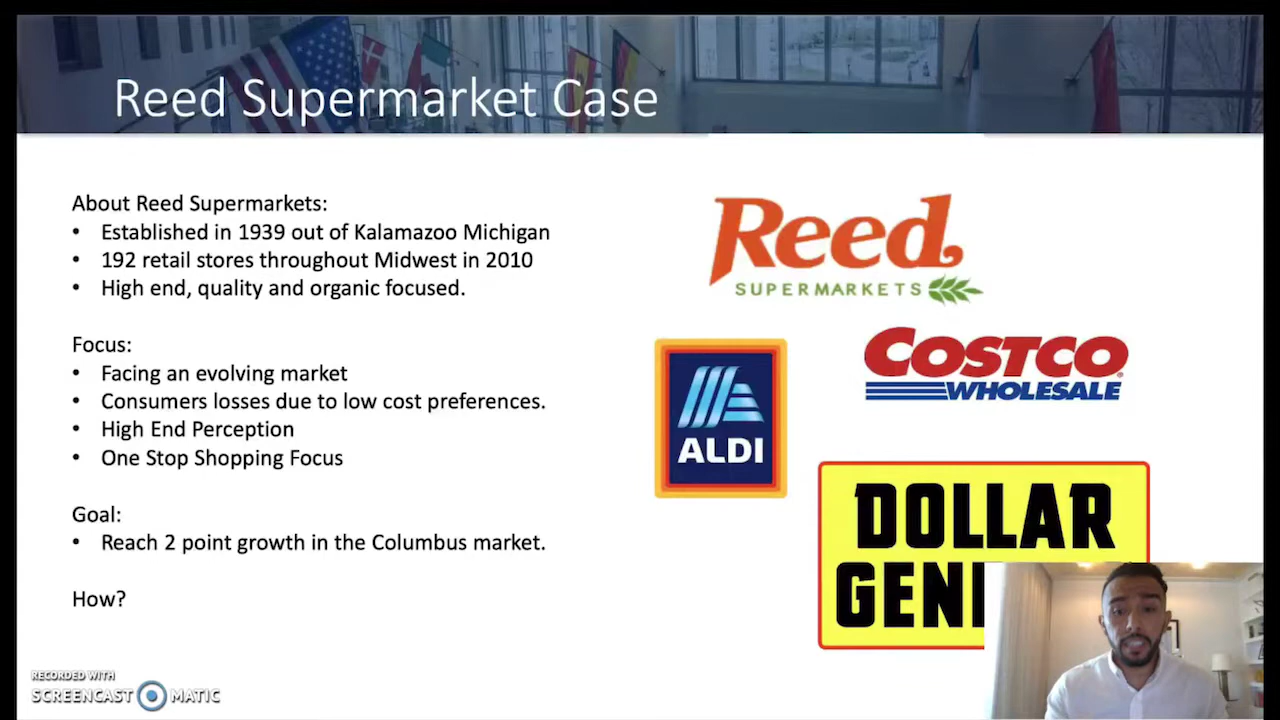 Reed Supermarket Case
About Reed Supermarkets:
• Established in 1939 out of Kalamazoo Michigan
• 192 retail stores throughout Midwest in 2010
• High end, quality and organic focused.
Focus:
• Facing an evolving market
• Consumers losses due to low cost preferences.
• High End Perception
• One Stop Shopping Focus
Goal:
• Reach 2 point growth in the Columbus market.
How?
Reed
SUPERMARKETS
COSTCO
WHOLESALE
ALDI
DOLLAR
GEN
RECORDED WITH
SCREENCAST MATIC